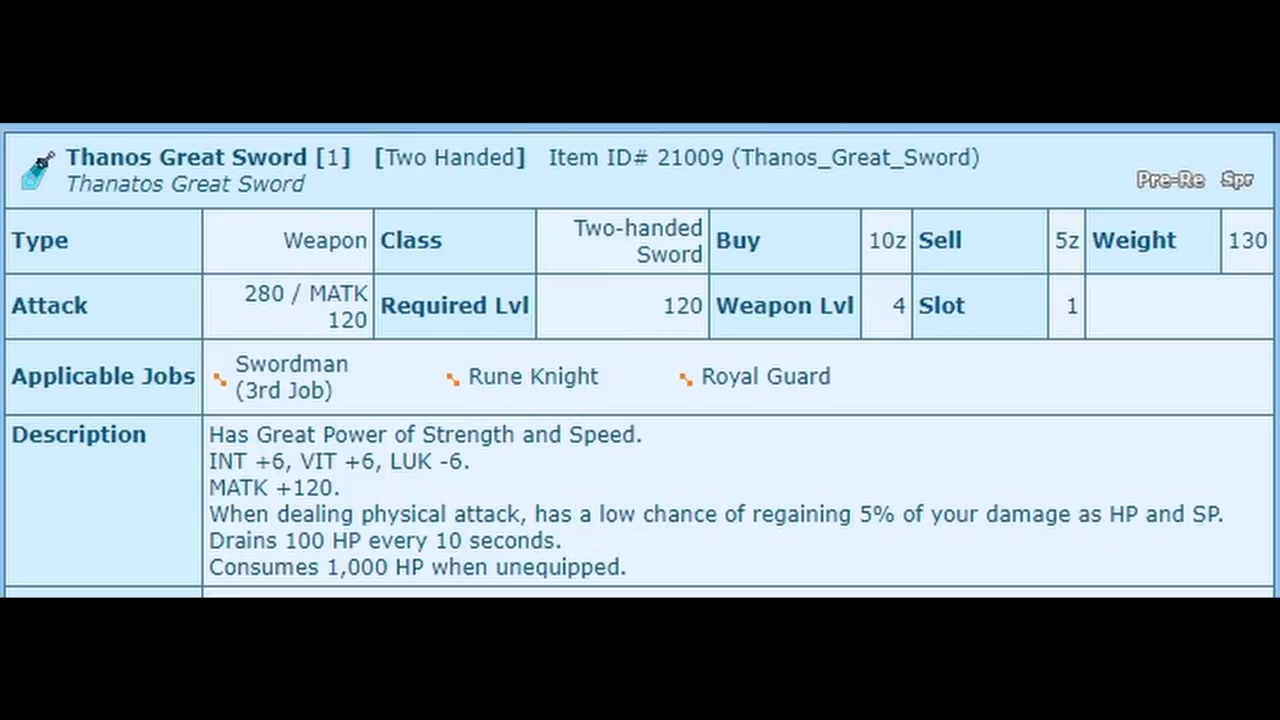 Thanos Great Sword [1] [Two Handed] Item ID# 21009 (Thanos_Great_Sword)
Thanatos Great Sword
Pre-Re Spr
Type Weapon Class Two-handed Sword Buy 10z Sell 5z Weight 130
Attack 280 / MATK 120 Required Lvl 120 Weapon Lvl 4 Slot 1
Applicable Jobs Swordman (3rd Job) Rune Knight Royal Guard
Description Has Great Power of Strength and Speed.
INT +6, VIT +6, LUK -6.
MATK +120.
When dealing physical attack, has a low chance of regaining 5% of your damage as HP and SP.
Drains 100 HP every 10 seconds.
Consumes 1,000 HP when unequipped.